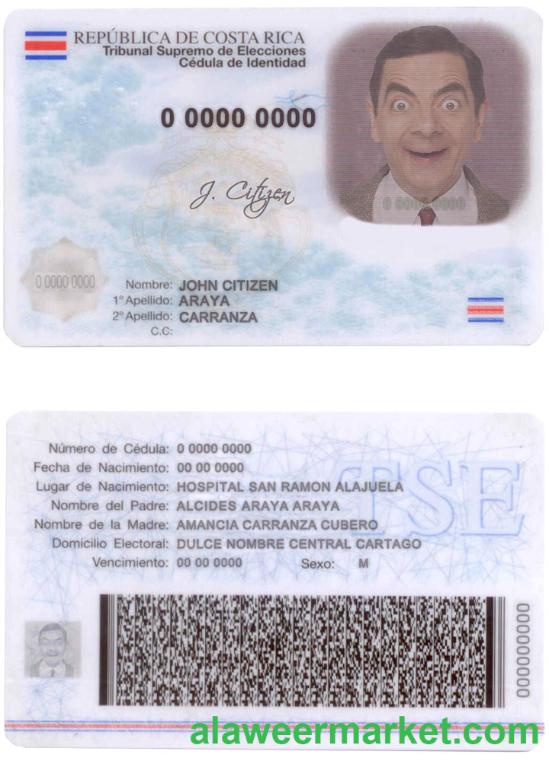 REPÚBLICA DE COSTA RICA
Tribunal Supremo de Elecciones
Cédula de Identidad
0 0000 0000
J. Citizen
0 0000 0000
0 0000 0000
Nombre: JOHN CITIZEN
1° Apellido: ARAYA
2° Apellido: CARRANZA
C.C:
TSE
Número de Cédula: 0 0000 0000
Fecha de Nacimiento: 00 00 0000
Lugar de Nacimiento: HOSPITAL SAN RAMON ALAJUELA
Nombre del Padre: ALCIDES ARAYA ARAYA
Nombre de la Madre: AMANCIA CARRANZA CUBERO
Domicilio Electoral: DULCE NOMBRE CENTRAL CARTAGO
Vencimiento: 00 00 0000 Sexo: M
000000000
alaweermarket.com